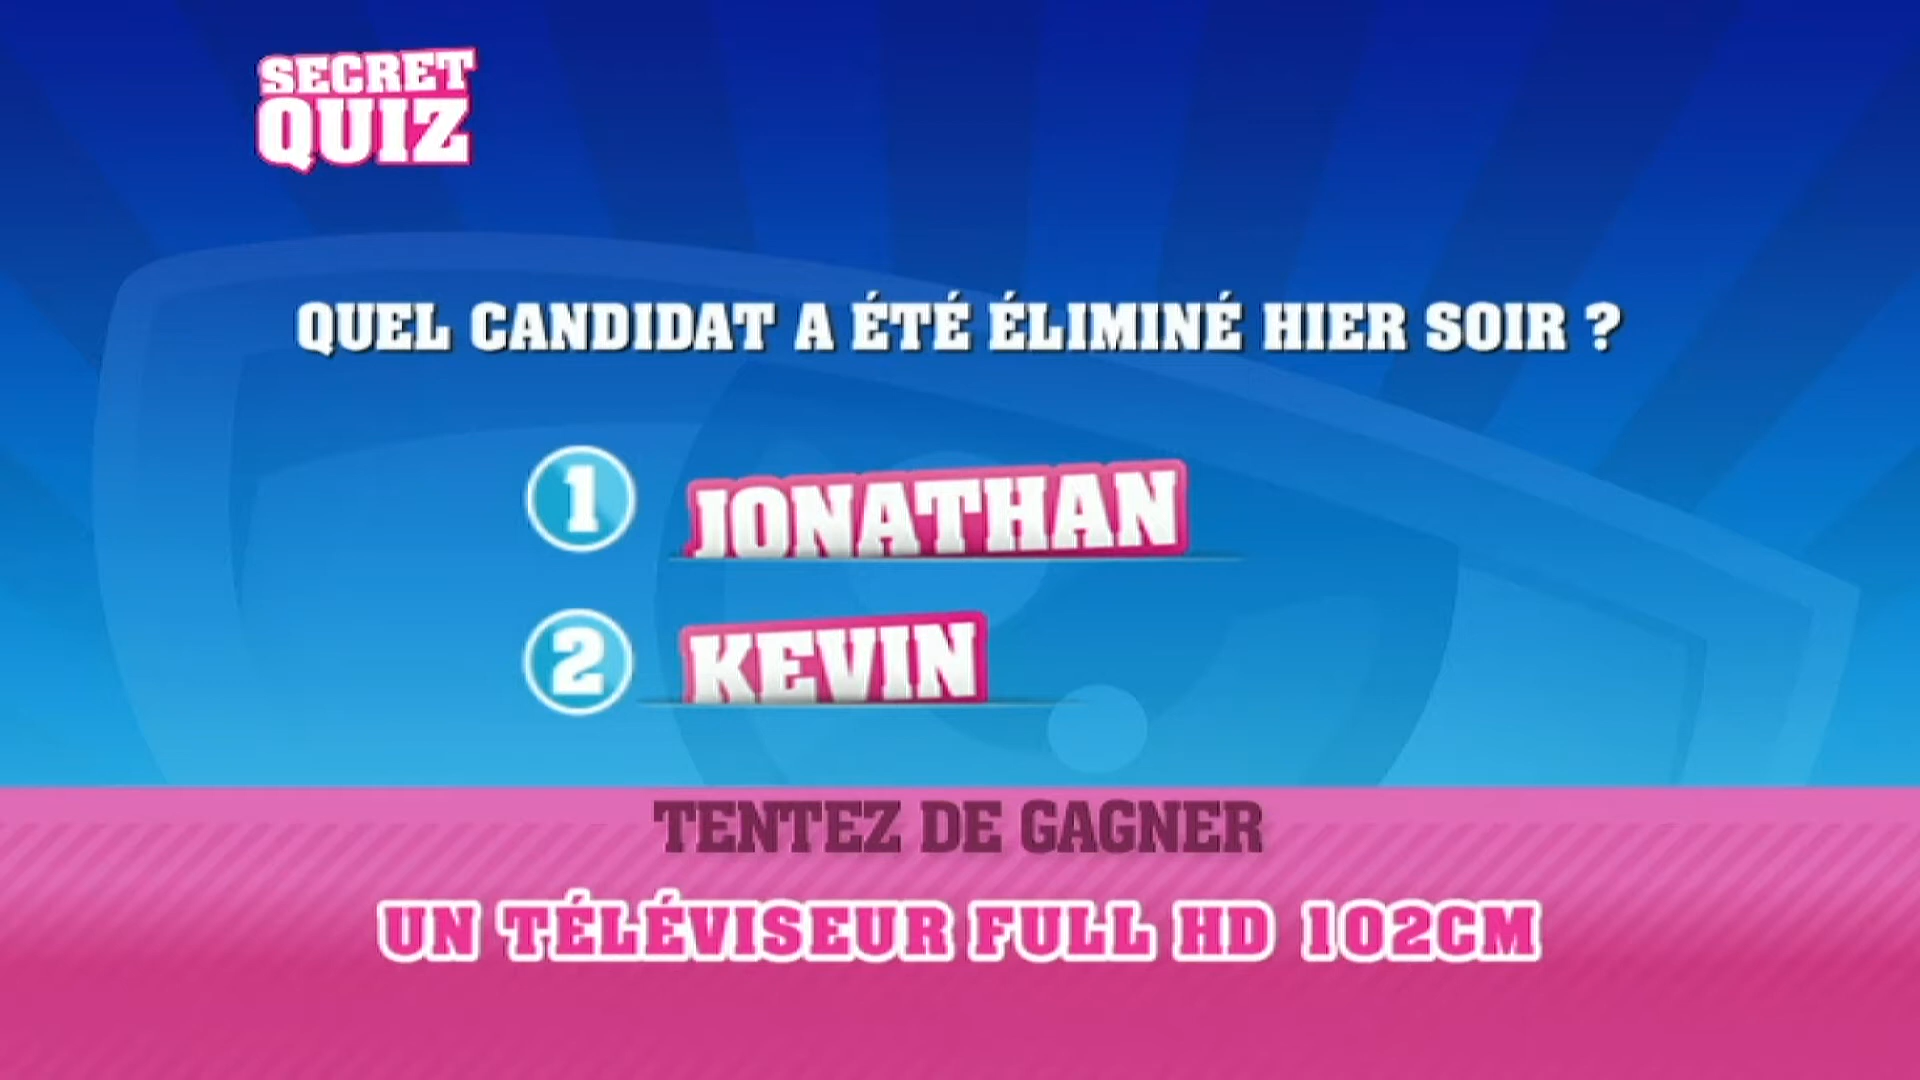 SECRET
QUIZ
QUEL CANDIDAT A ÉTÉ ÉLIMINÉ HIER SOIR ?
1 JONATHAN
2 KEVIN
TENTEZ DE GAGNER
UN TÉLÉVISEUR FULL HD 102CM